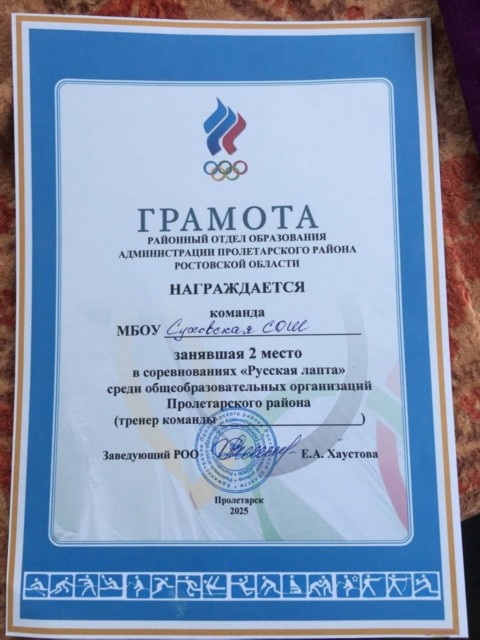 ГРАМОТА
РАЙОННЫЙ ОТДЕЛ ОБРАЗОВАНИЯ
АДМИНИСТРАЦИИ ПРОЛЕТАРСКОГО РАЙОНА
РОСТОВСКОЙ ОБЛАСТИ
НАГРАЖДАЕТСЯ
команда
МБОУ Суховская СОШ
занявшая 2 место
в соревнованиях «Русская лапта»
среди общеобразовательных организаций
Пролетарского района
(тренер команды )
Заведующий РОО Е.А. Хаустова
Пролетарск
2025